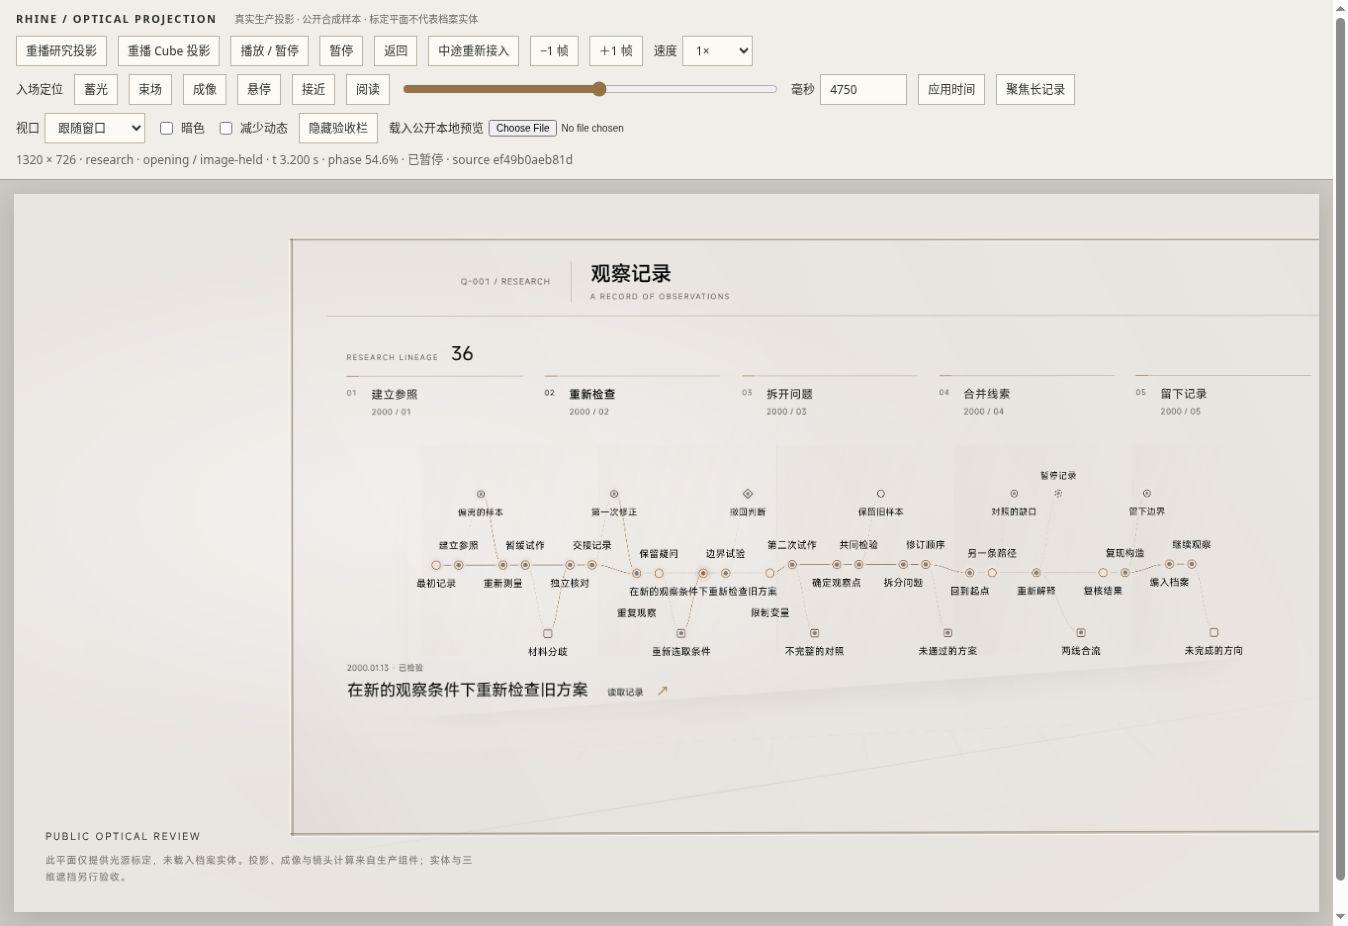 RHINE / OPTICAL PROJECTION 真实生产投影 · 公开合成样本 · 标定平面不代表档案实体
重播研究投影 重播 Cube 投影 播放 / 暂停 暂停 返回 中途重新接入 −1 帧 ＋1 帧 速度 1×
入场定位 蓄光 束场 成像 悬停 接近 阅读 毫秒 4750 应用时间 聚焦长记录
视口 跟随窗口 暗色 减少动态 隐藏验收栏 载入公开本地预览 Choose File No file chosen
1320 × 726 · research · opening / image-held · t 3.200 s · phase 54.6% · 已暂停 · source ef49b0aeb81d
Q-001 / RESEARCH 观察记录
A RECORD OF OBSERVATIONS
RESEARCH LINEAGE 36
01 建立参照 02 重新检查 03 拆开问题 04 合并线索 05 留下记录
2000 / 01 2000 / 02 2000 / 03 2000 / 04 2000 / 05
暂停记录
偏离的样本 第一次修正 撤回判断 保留旧样本 对照的缺口 留下边界
建立参照 暂缓试作 交接记录 保留疑问 边界试验 第二次试作 共同检验 修订顺序 另一条路径 复现构造 继续观察
最初记录 重新测量 独立核对 在新的观察条件下重新检查旧方案 确定观察点 拆分问题 回到起点 重新解释 复核结果 编入档案
重复观察 限制变量
材料分歧 重新选取条件 不完整的对照 未通过的方案 两线合流 未完成的方向
2000.01.13 · 已检验
在新的观察条件下重新检查旧方案 读取记录 ↗
PUBLIC OPTICAL REVIEW
此平面仅提供光源标定，未载入档案实体。投影、成像与镜头计算来自生产组件；实体与三
维遮挡另行验收。